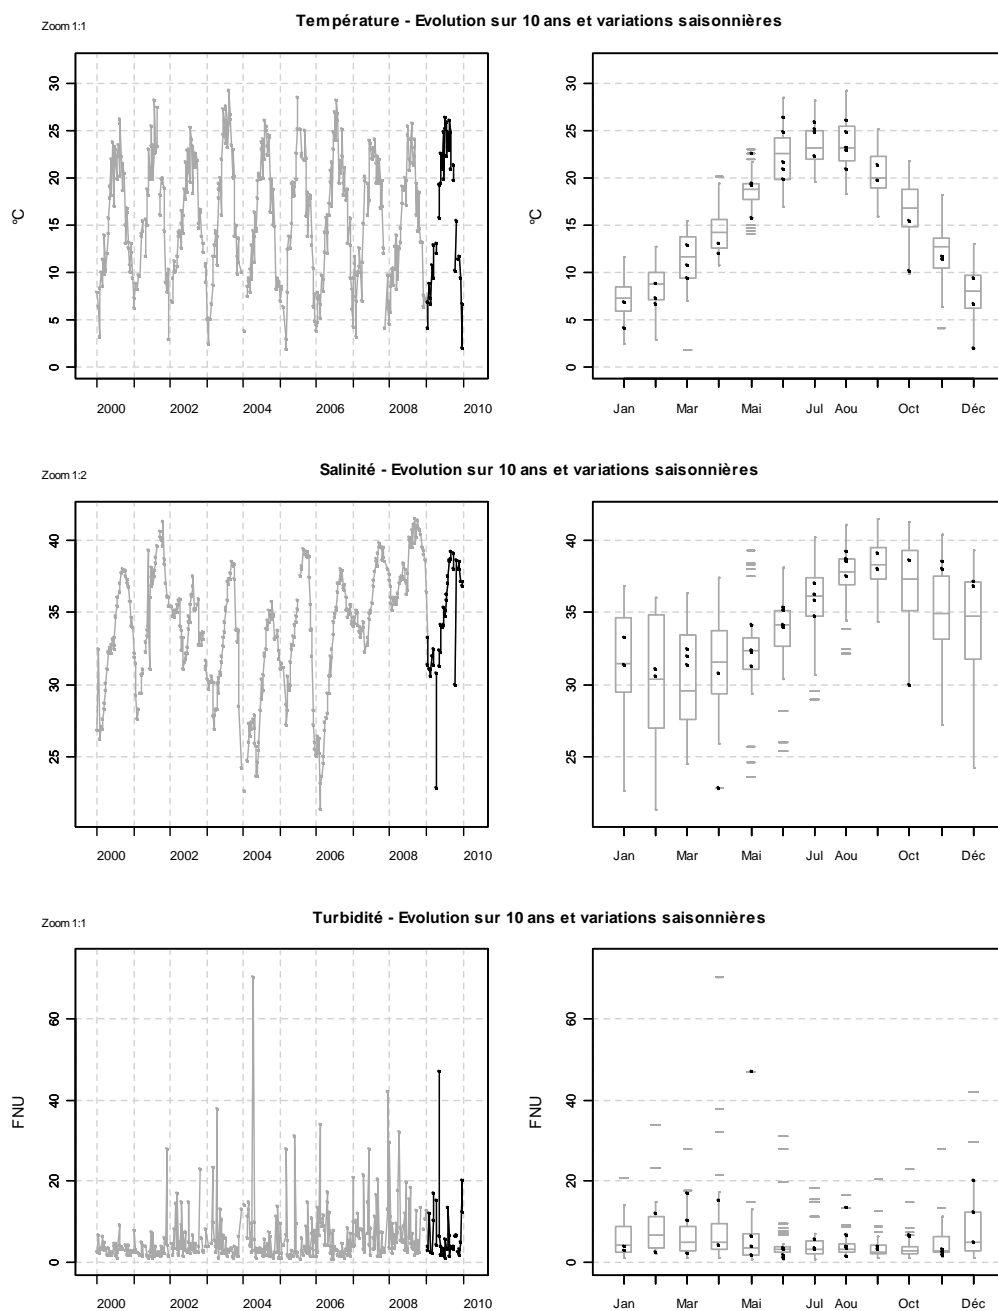 Zoom 1:1
Température - Evolution sur 10 ans et variations saisonnières
°C
30
25
20
15
10
5
0
2000 2002 2004 2006 2008 2010
°C
30
25
20
15
10
5
0
Jan Mar Mai Jul Aou Oct Déc
Zoom 1:2
Salinité - Evolution sur 10 ans et variations saisonnières
40
35
30
25
2000 2002 2004 2006 2008 2010
40
35
30
25
Jan Mar Mai Jul Aou Oct Déc
Zoom 1:1
Turbidité - Evolution sur 10 ans et variations saisonnières
FNU
60
40
20
0
2000 2002 2004 2006 2008 2010
FNU
60
40
20
0
Jan Mar Mai Jul Aou Oct Déc